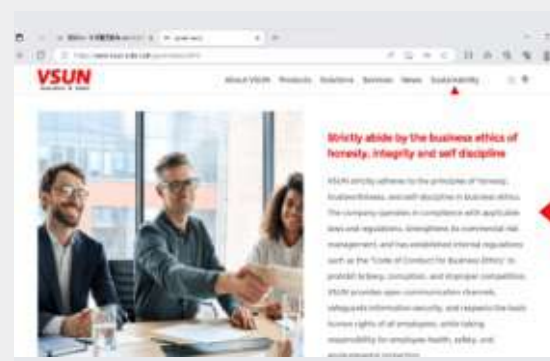 VSUN
About VSUN Products Solutions Services News Sustainability
Strictly abide by the business ethics of
honesty, integrity and self discipline
VSUN strictly adheres to the principles of honesty,
trustworthiness, and self-discipline in business ethics.
The company operates in compliance with applicable
laws and regulations, strengthens its commercial risk
management, and has established internal regulations
such as the "Code of Conduct for Business Ethics" to
prohibit bribery, corruption, and improper competition.
VSUN provides open communication channels,
safeguards information security, and respects the basic
human rights of all employees, while taking
responsibility for employee health, safety, and
environmental protection.